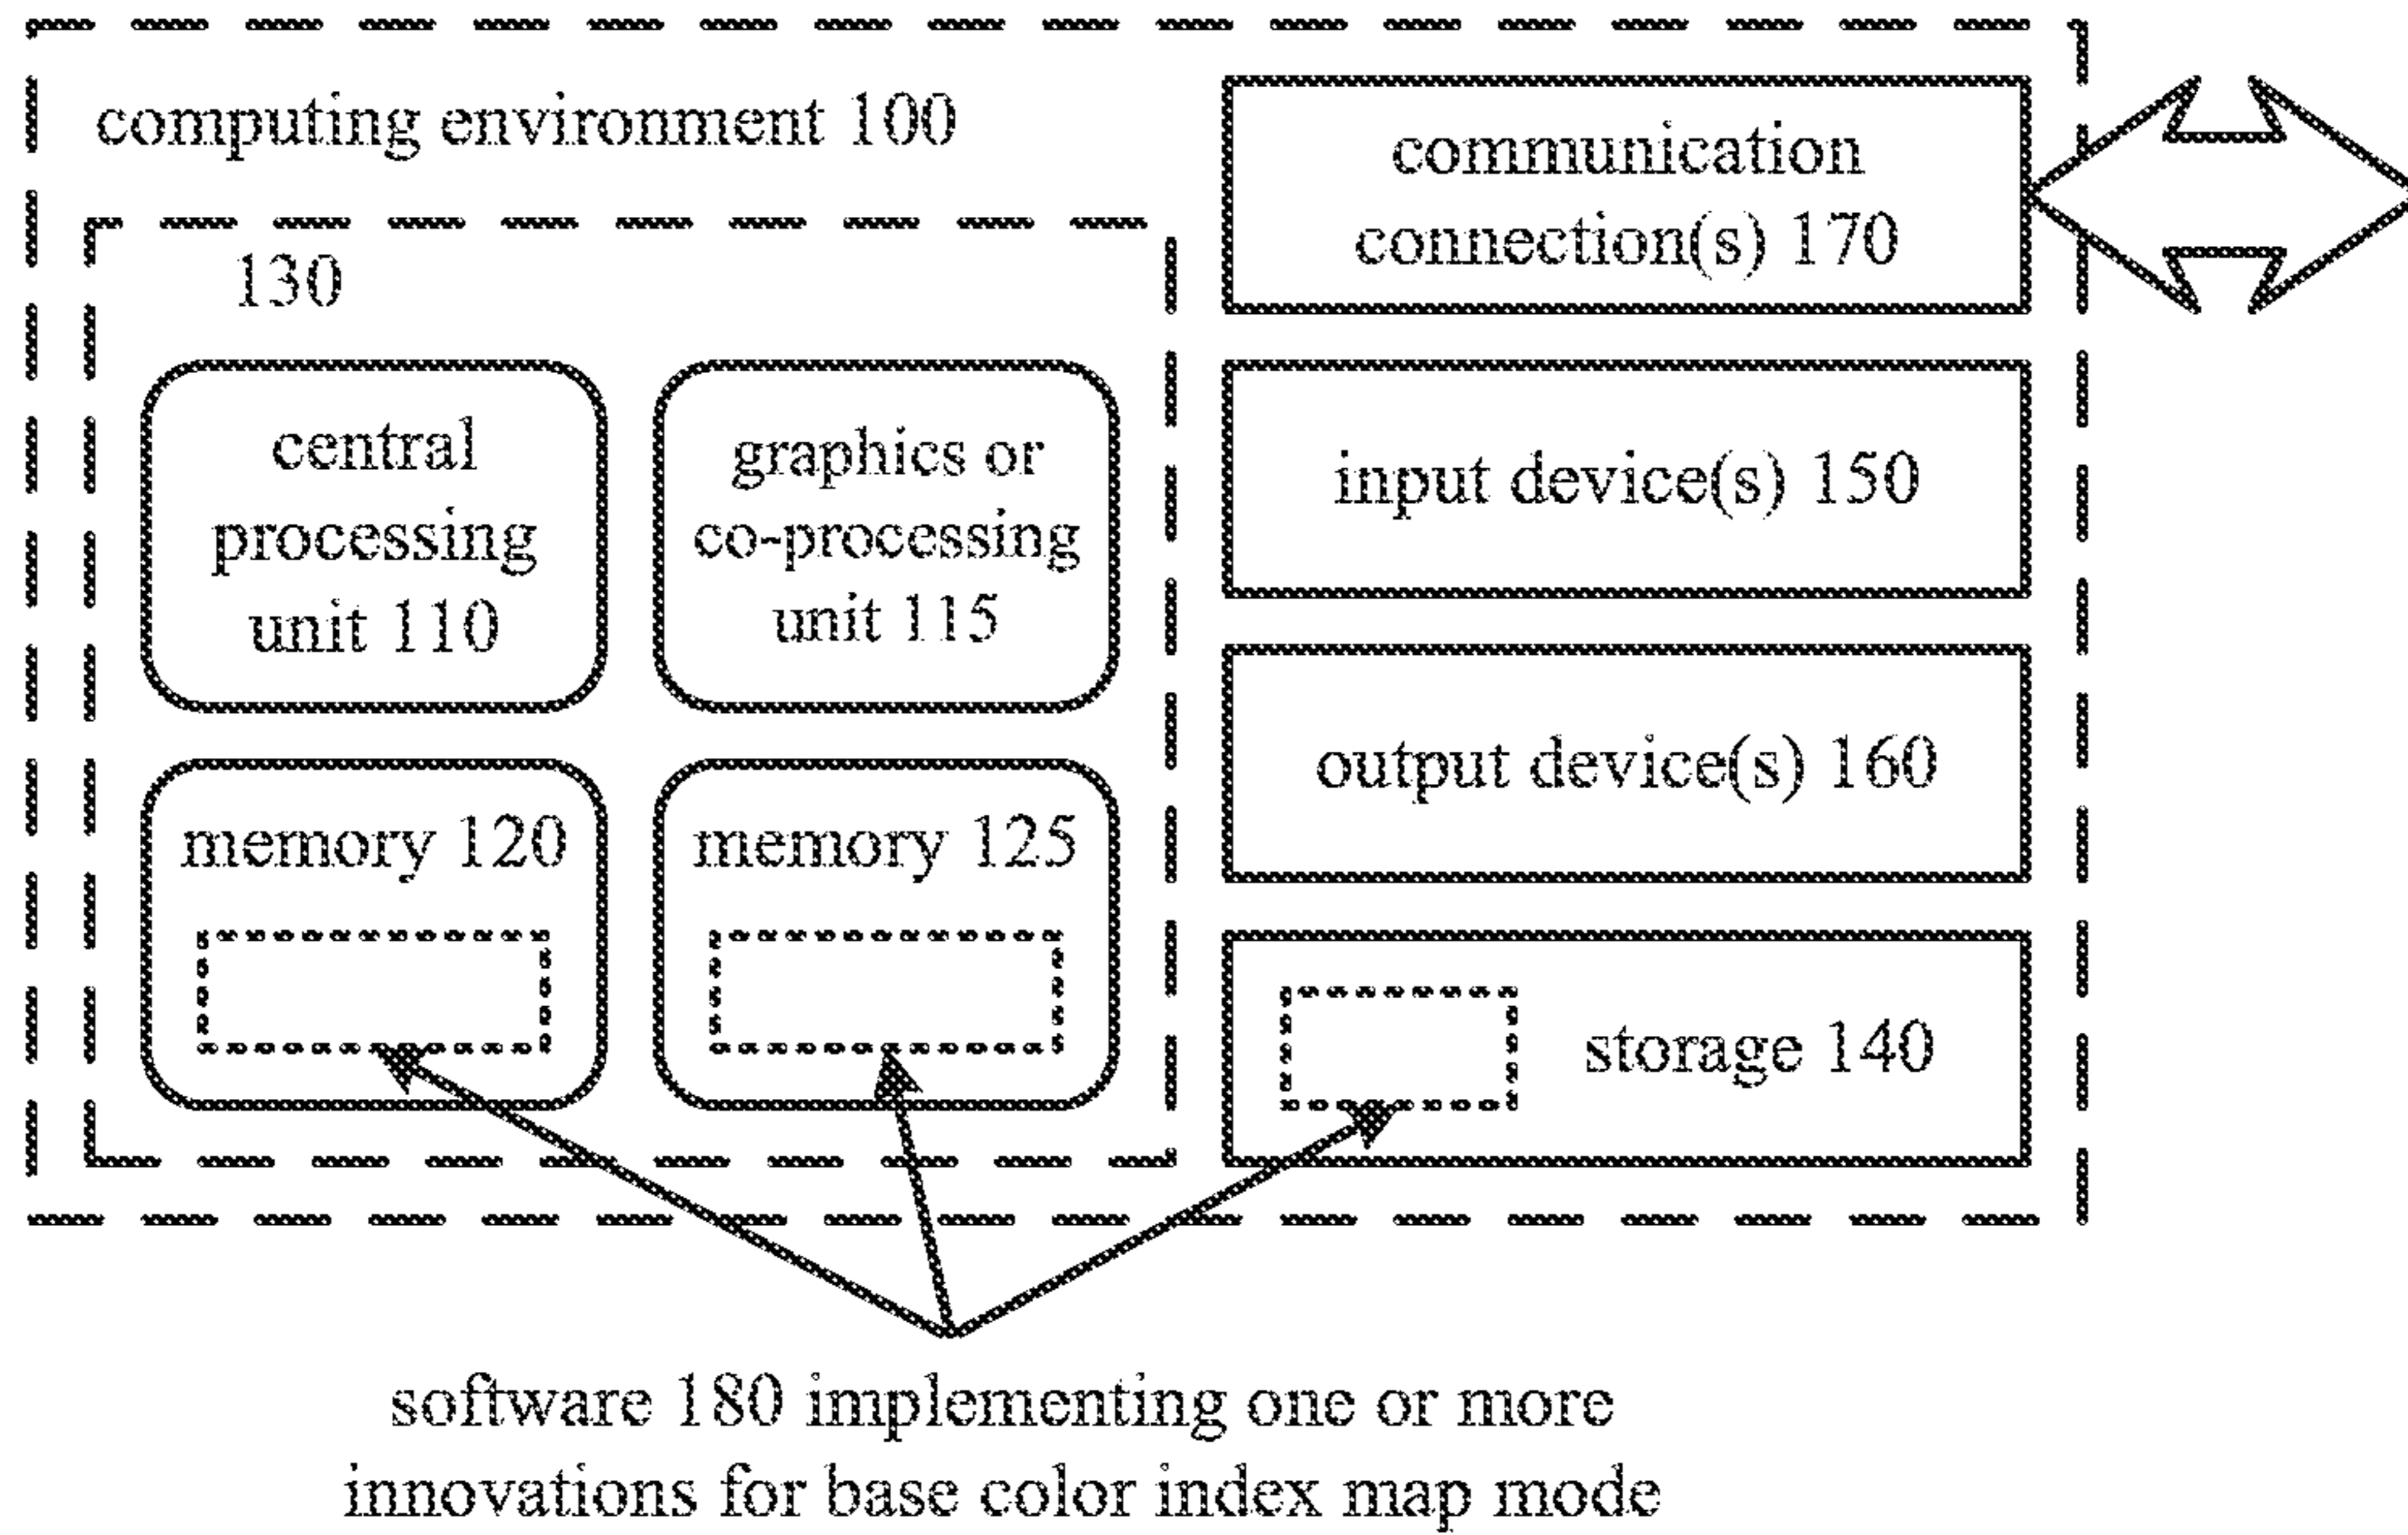 computing environment 100
130
central
processing
unit 110
graphics or
co-processing
unit 115
memory 120
memory 125
communication
connection(s) 170
input device(s) 150
output device(s) 160
storage 140
software 180 implementing one or more
innovations for base color index map mode